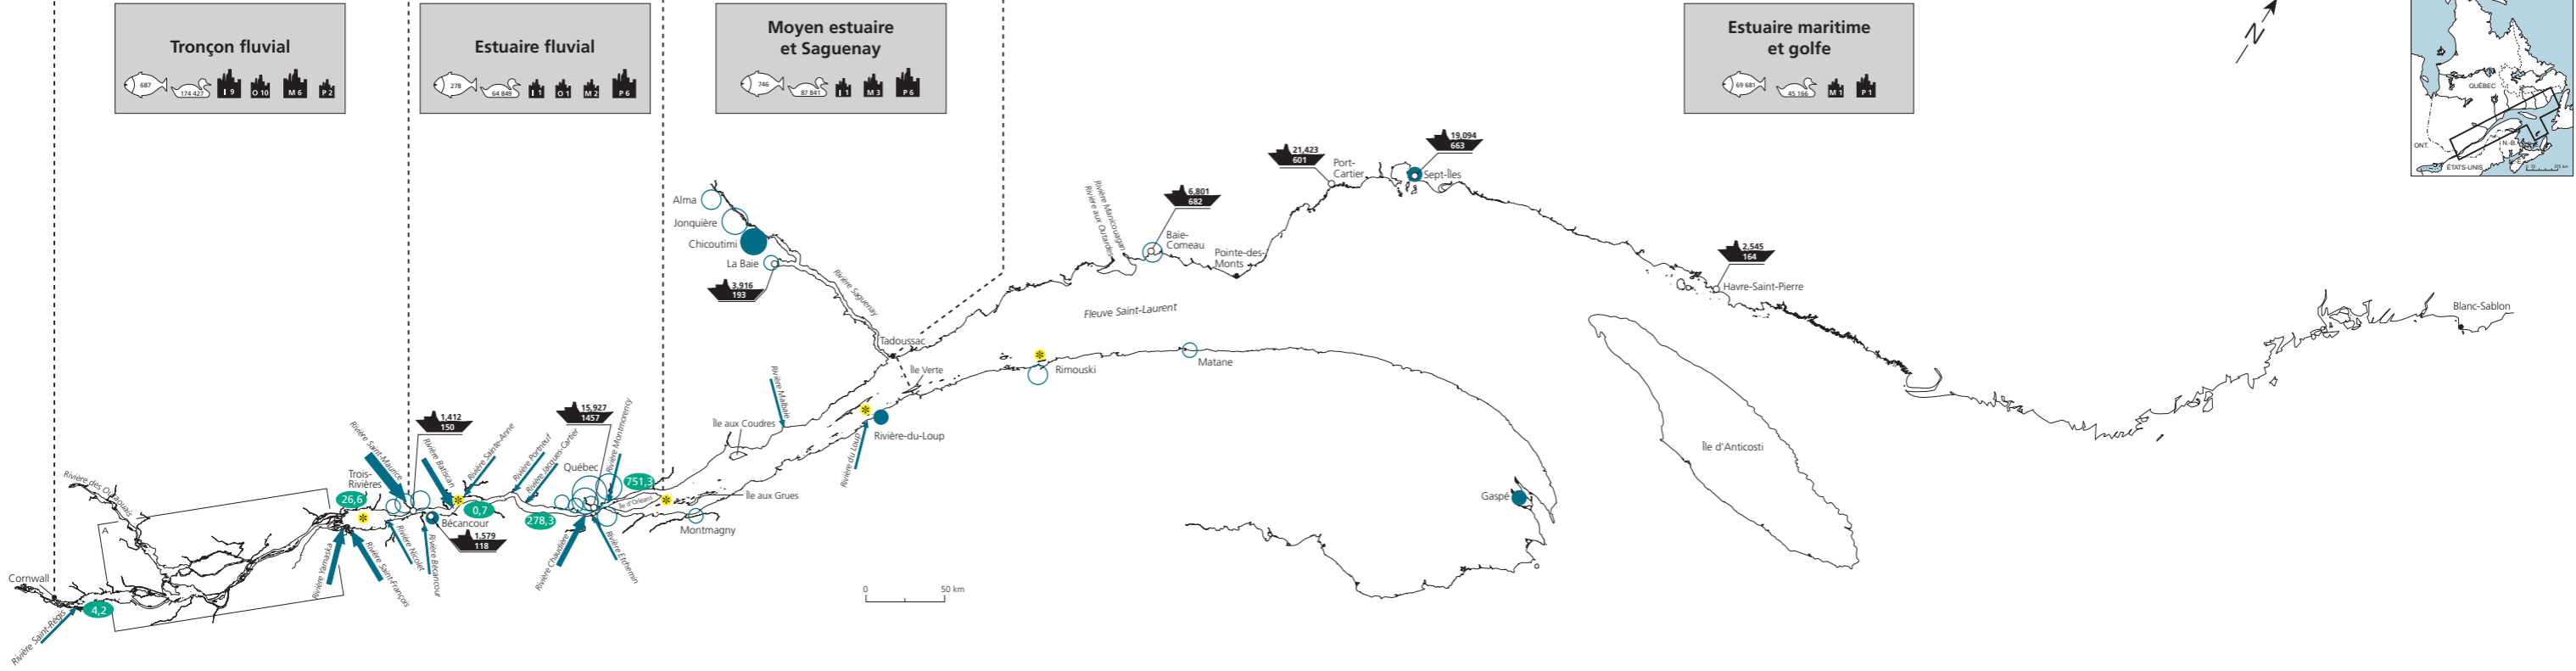 Tronçon fluvial
687
174 427
I 9
O 10
M 6
P 2
Estuaire fluvial
278
64 849
I 1
O 1
M 2
P 6
Moyen estuaire
et Saguenay
746
87 841
I 1
M 3
P 6
Estuaire maritime
et golfe
69 681
45 166
M 1
P 1
N
QUÉBEC
ONT.
N.-B.
ÉTATS-UNIS
Alma
Jonquière
Chicoutimi
La Baie
3,916
193
Rivière Saguenay
Tadoussac
Île Verte
Rivière Manicouagan
Rivière aux Outardes
6,801
682
Baie-
Comeau
Pointe-des-
Monts
21,423
601
Port-
Cartier
19,094
663
Sept-Îles
2,545
164
Havre-Saint-Pierre
Blanc-Sablon
Fleuve Saint-Laurent
Matane
Rimouski
Île d'Anticosti
Gaspé
Rivière Malbaie
Île aux Coudres
Rivière-du-Loup
Rivière du Loup
Île aux Grues
Montmagny
15,927
1457
Rivière Montmorency
Québec
751,3
Île d'Orléans
1,412
150
Rivière Saint-Maurice
Rivière Batiscan
Rivière Sainte-Anne
Rivière Portneuf
Rivière Jacques-Cartier
Trois-
Rivières
26,6
0,7
278,3
Bécancour
1,579
118
Rivière Chaudière
Rivière Etchemin
Rivière Yamaska
Rivière Saint-François
Rivière Nicolet
Rivière Bécancour
Rivière des Outaouais
A
Cornwall
4,2
Rivière Saint-Régis
0
50 km